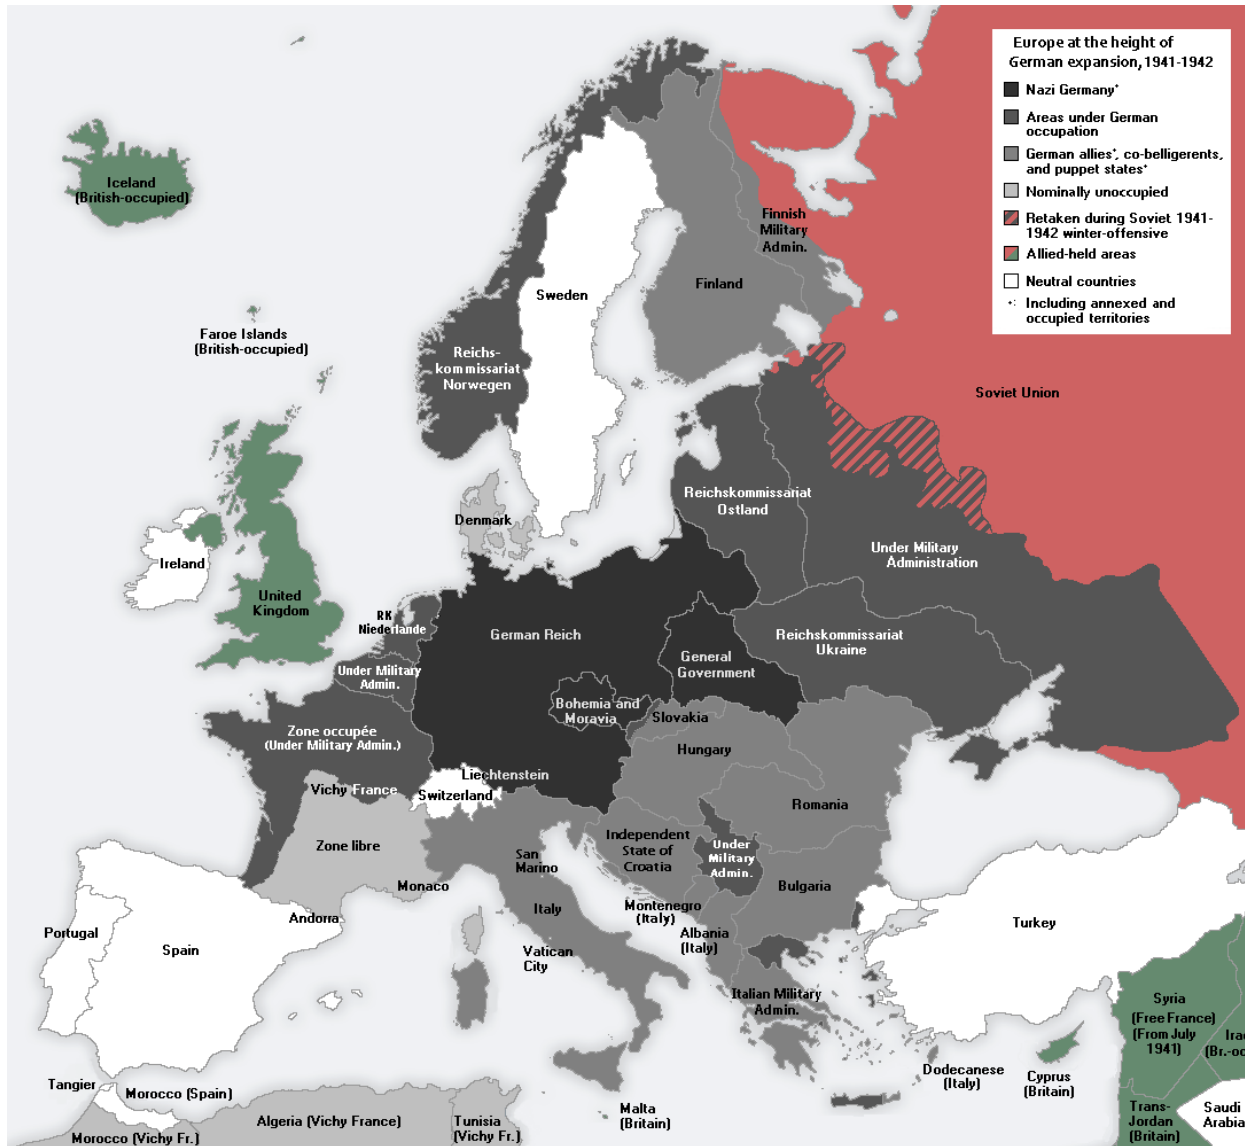 Europe at the height of
German expansion, 1941-1942
Nazi Germany⁺
Areas under German
occupation
German allies⁺, co-belligerents,
and puppet states⁺
Nominally unoccupied
Retaken during Soviet 1941-
1942 winter-offensive
Allied-held areas
Neutral countries
⁺: Including annexed and
occupied territories
Iceland
(British-occupied)
Finnish
Military
Admin.
Finland
Sweden
Faroe Islands
(British-occupied)
Reichs-
kommissariat
Norwegen
Soviet Union
Reichskommissariat
Ostland
Denmark
Under Military
Administration
Ireland
United
Kingdom
RK
Niederlande
German Reich
Reichskommissariat
Ukraine
General
Government
Under Military
Admin.
Bohemia and
Moravia
Slovakia
Zone occupée
(Under Military Admin.)
Hungary
Liechtenstein
Switzerland
Vichy France
Romania
Zone libre
Independent
State of
Croatia
Under
Military
Admin.
San
Marino
Monaco
Bulgaria
Andorra
Italy
Montenegro
(Italy)
Portugal
Spain
Turkey
Albania
(Italy)
Vatican
City
Italian Military
Admin.
Syria
(Free France)
(From July
1941)
Ira
(Br.-oc
Dodecanese
(Italy)
Cyprus
(Britain)
Tangier
Morocco (Spain)
Malta
(Britain)
Algeria (Vichy France)
Tunisia
(Vichy Fr.)
Morocco (Vichy Fr.)
Trans-
Jordan
(Britain)
Saudi
Arabia